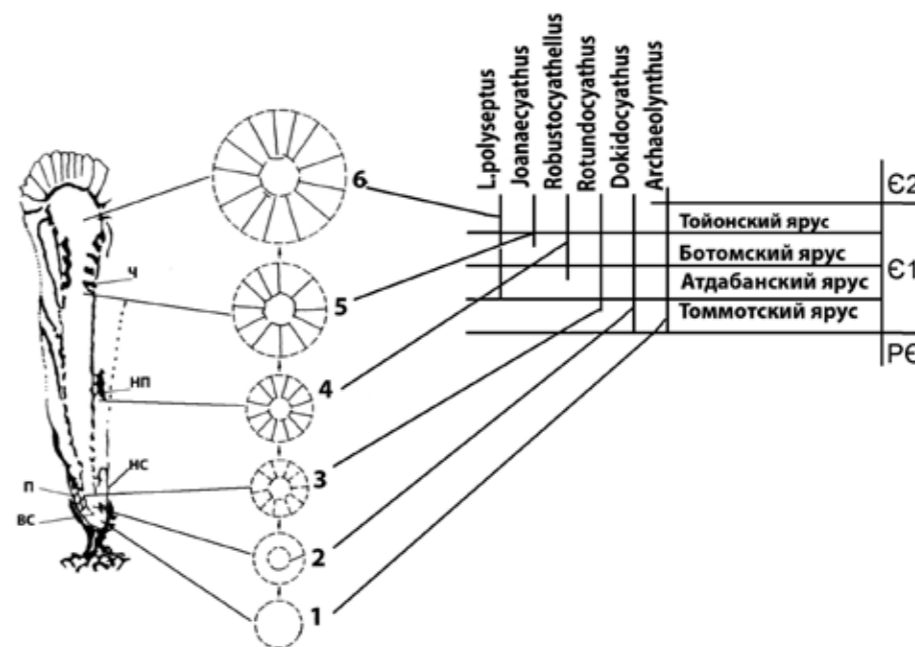 L.polyseptus
Joanaecyathus
Robustocyathellus
Rotundocyathus
Dokidocyathus
Archaeolynthus
Є2
Тойонский ярус
Ботомский ярус
Є1
Атдабанский ярус
Томмотский ярус
PЄ
6
5
4
3
2
1
Ч
НП
НС
П
ВС